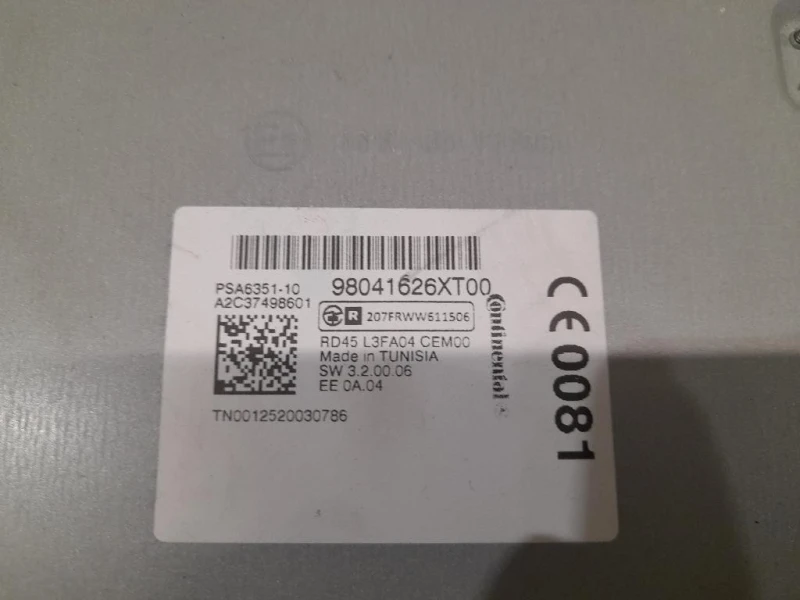 PSA6351-10 98041626XT00
A2C37498601
R 207FRWW611506
RD45 L3FA04 CEM00
Made in TUNISIA
SW 3.2.00.06
EE 0A.04
TN0012520030786
Continental®
CE 0081